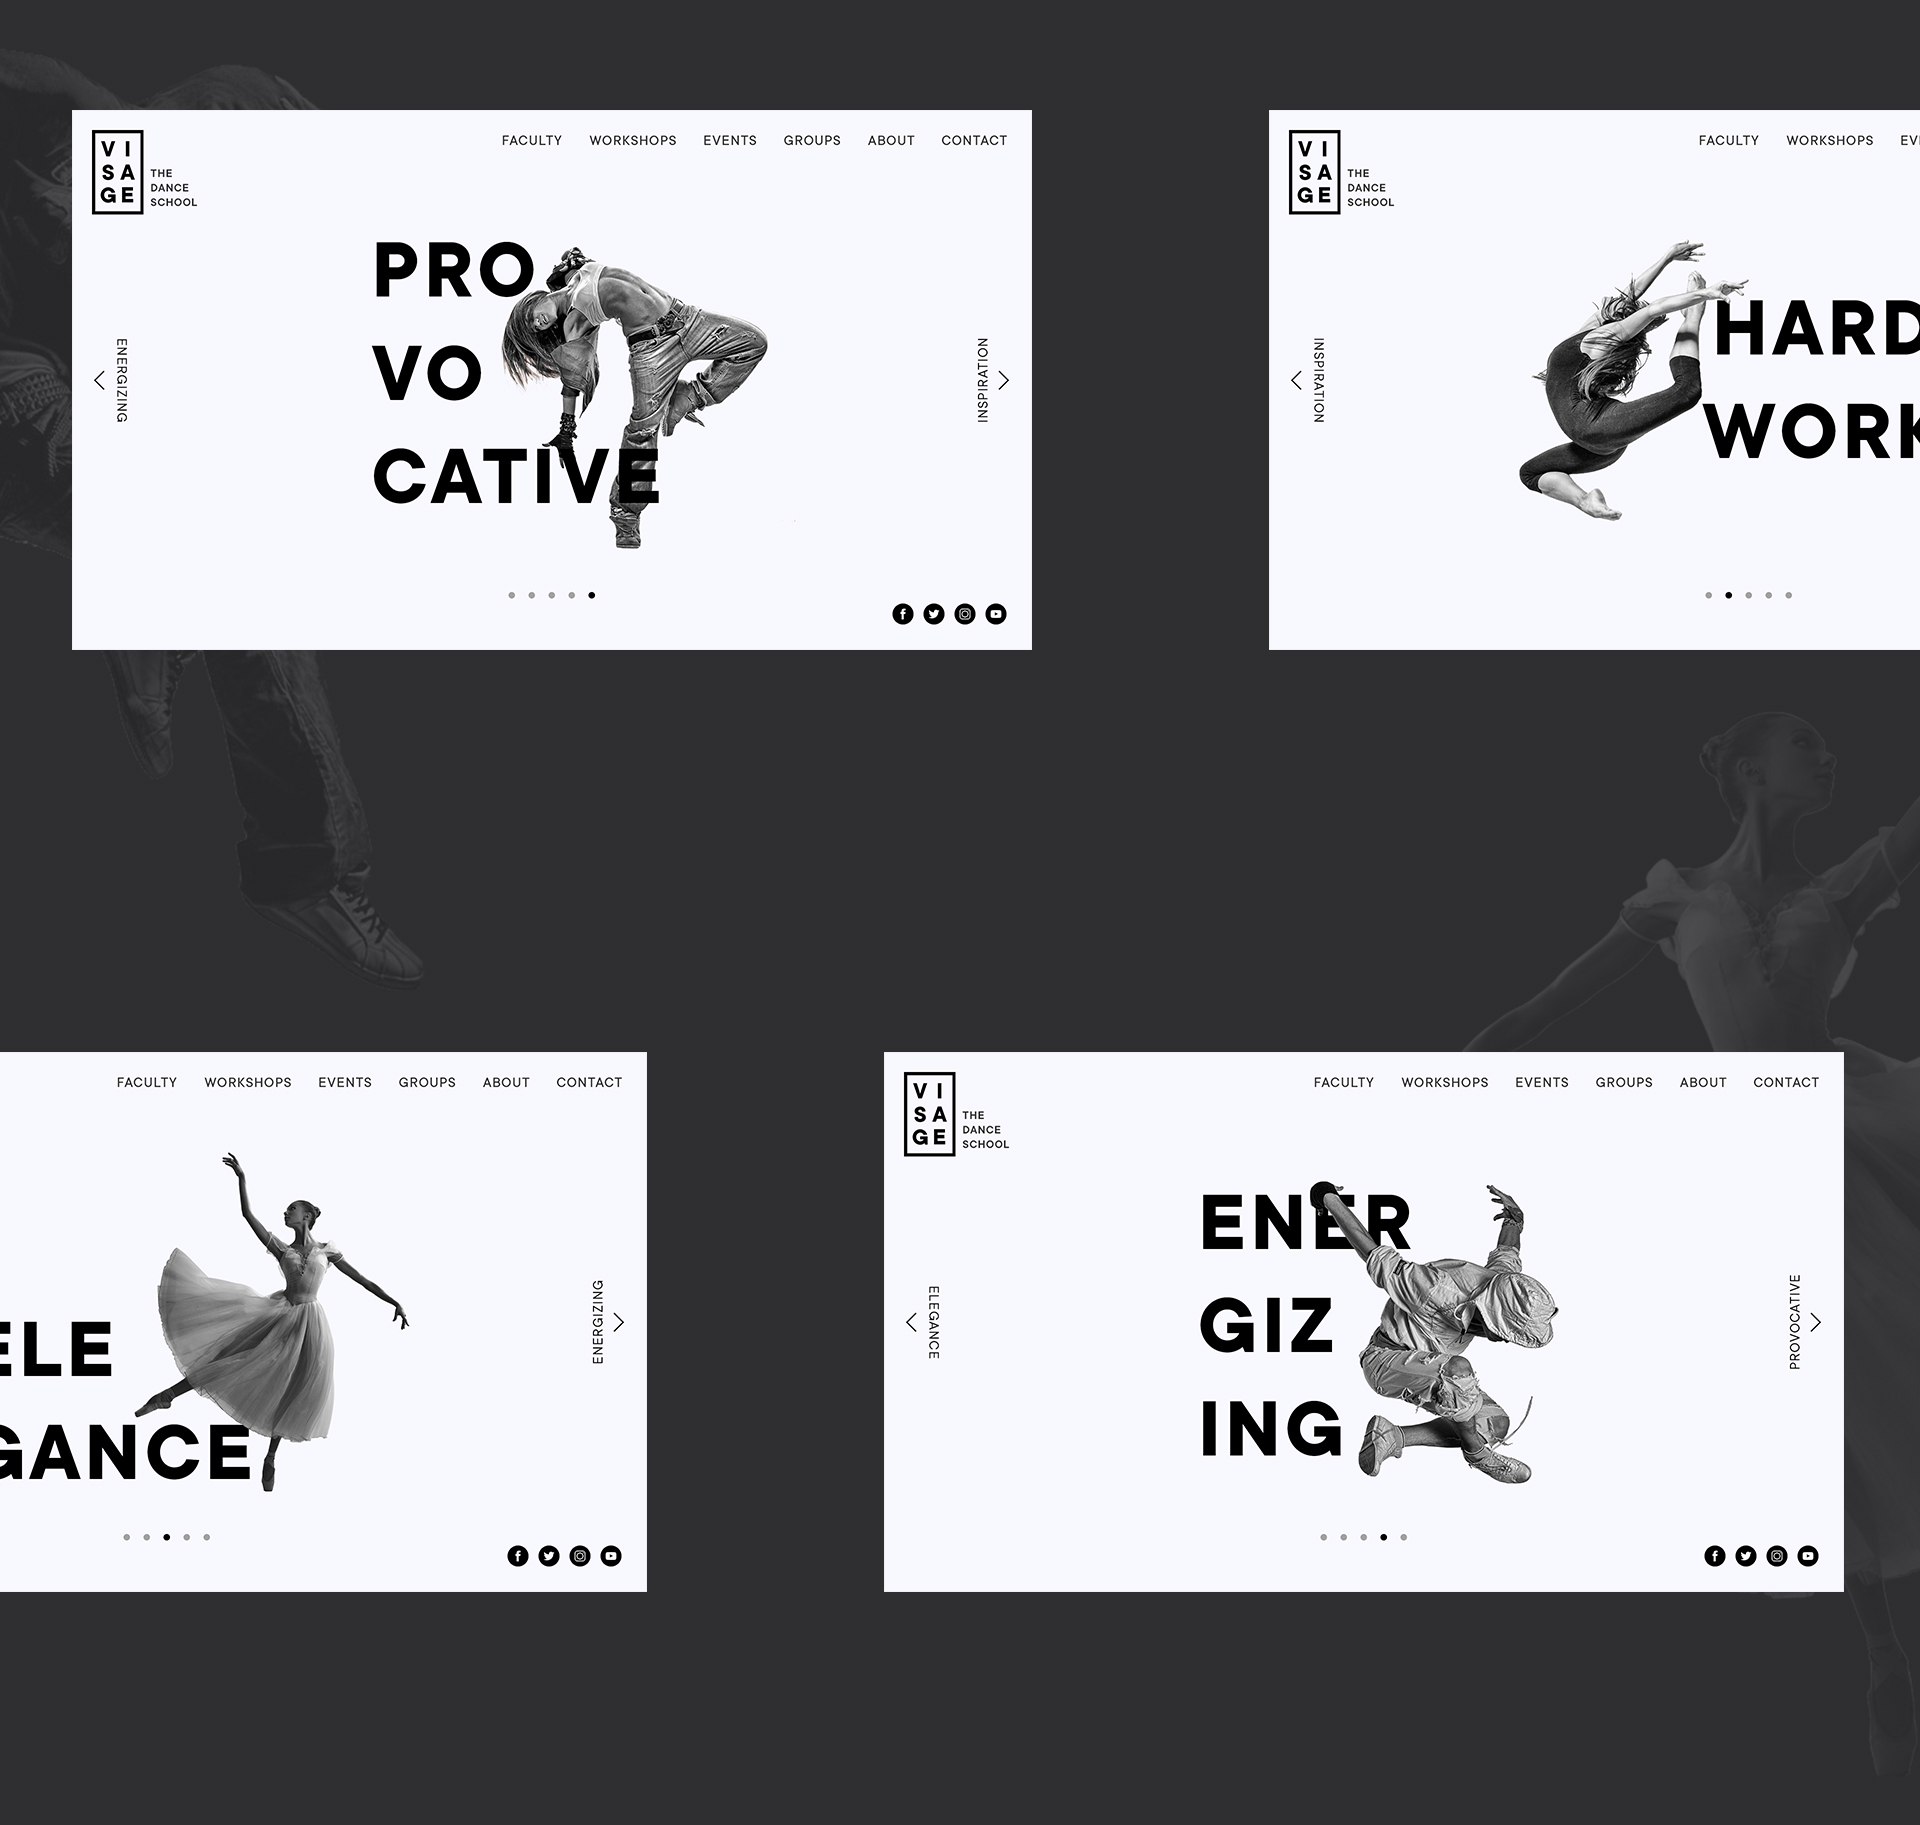 VI
SA
GE
THE
DANCE
SCHOOL
FACULTY WORKSHOPS EVENTS GROUPS ABOUT CONTACT
PRO
VO
CATIVE
ENERGIZING
INSPIRATION
VI
SA
GE
THE
DANCE
SCHOOL
FACULTY WORKSHOPS EV
INSPIRATION
HARD
WORK
FACULTY WORKSHOPS EVENTS GROUPS ABOUT CONTACT
ELE
GANCE
ENERGIZING
VI
SA
GE
THE
DANCE
SCHOOL
FACULTY WORKSHOPS EVENTS GROUPS ABOUT CONTACT
ELEGANCE
ENER
GIZ
ING
PROVOCATIVE